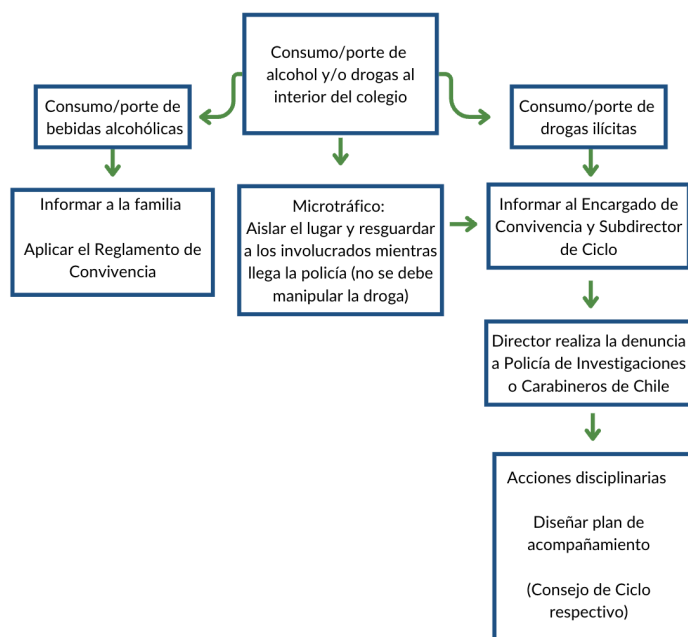 Consumo/porte de
alcohol y/o drogas al
interior del colegio
Consumo/porte de
bebidas alcohólicas
Consumo/porte de
drogas ilícitas
Informar a la familia
Aplicar el Reglamento de
Convivencia
Microtráfico:
Aislar el lugar y resguardar
a los involucrados mientras
llega la policía (no se debe
manipular la droga)
Informar al Encargado de
Convivencia y Subdirector
de Ciclo
Director realiza la denuncia
a Policía de Investigaciones
o Carabineros de Chile
Acciones disciplinarias
Diseñar plan de
acompañamiento
(Consejo de Ciclo
respectivo)